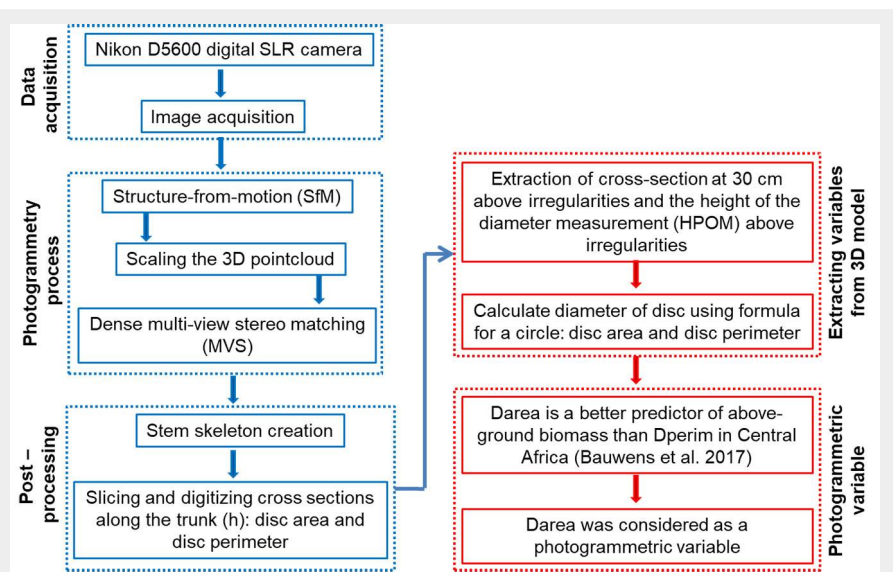 Data
acquisition
Nikon D5600 digital SLR camera
Image acquisition
Photogrammetry
process
Structure-from-motion (SfM)
Scaling the 3D pointcloud
Dense multi-view stereo matching
(MVS)
Post –
processing
Stem skeleton creation
Slicing and digitizing cross sections
along the trunk (h): disc area and
disc perimeter
Extraction of cross-section at 30 cm
above irregularities and the height of the
diameter measurement (HPOM) above
irregularities
Calculate diameter of disc using formula
for a circle: disc area and disc perimeter
Extracting variables
from 3D model
Darea is a better predictor of above-
ground biomass than Dperim in Central
Africa (Bauwens et al. 2017)
Darea was considered as a
photogrammetric variable
Photogrammetric
variable